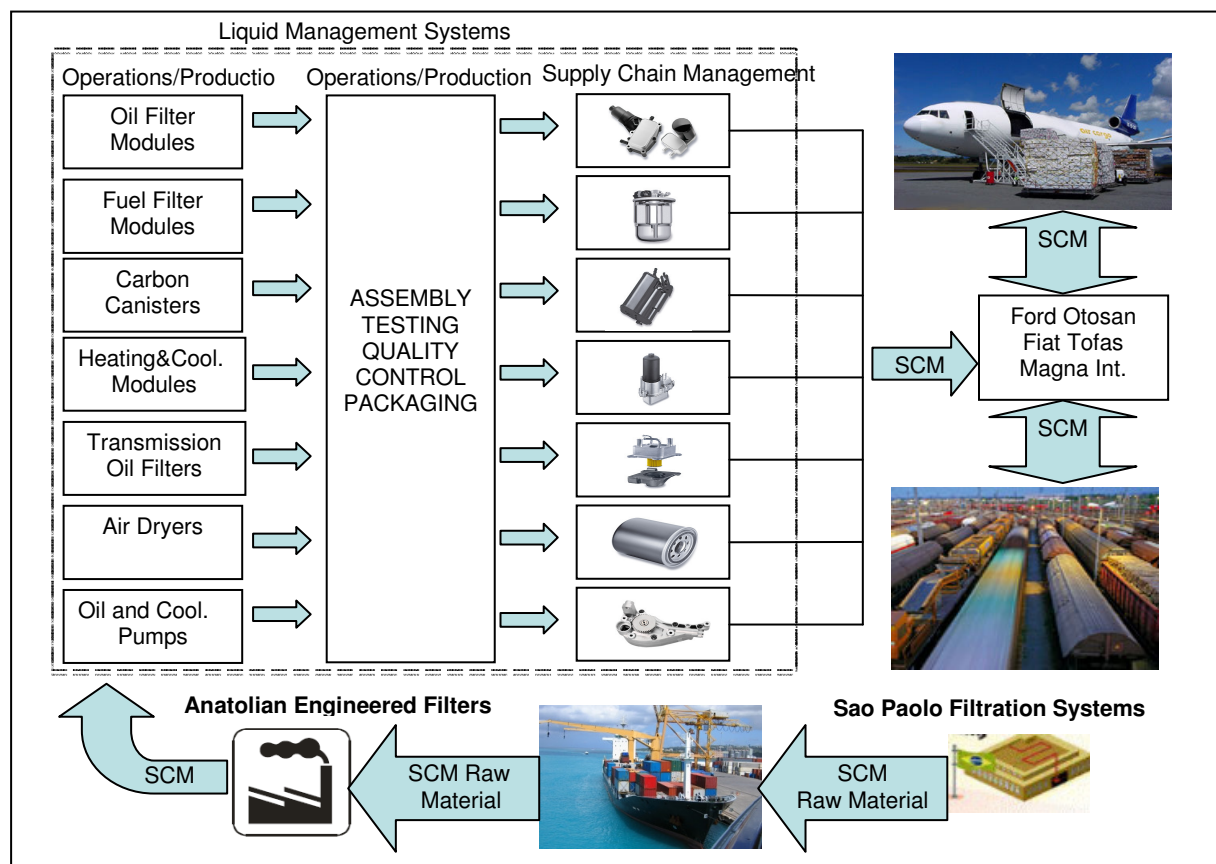 Liquid Management Systems
Operations/Productio
Operations/Production
Supply Chain Management
Oil Filter
Modules
Fuel Filter
Modules
Carbon
Canisters
Heating&Cool.
Modules
Transmission
Oil Filters
Air Dryers
Oil and Cool.
Pumps
ASSEMBLY
TESTING
QUALITY
CONTROL
PACKAGING
SCM
SCM
Ford Otosan
Fiat Tofas
Magna Int.
SCM
Anatolian Engineered Filters
Sao Paolo Filtration Systems
SCM
SCM Raw
Material
SCM
Raw Material